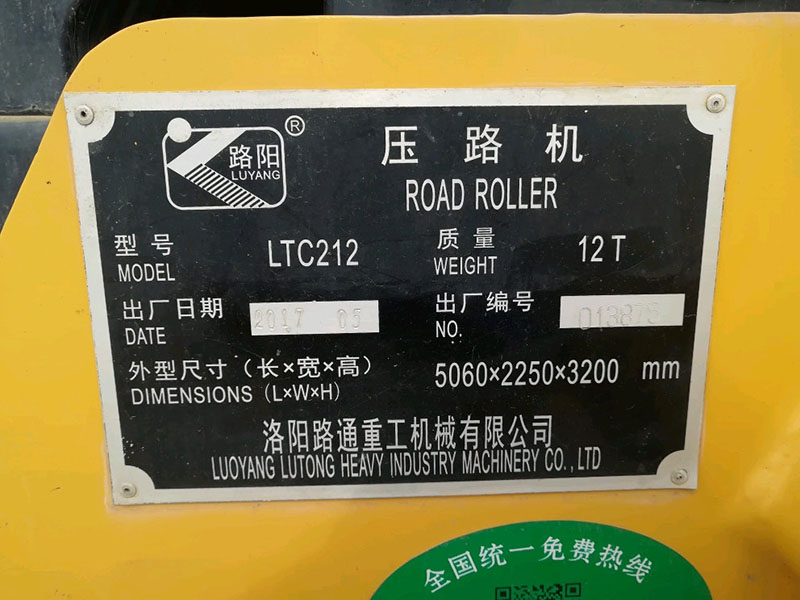 路阳®
LUYANG
压路机
ROAD ROLLER
型号 LTC212 质量 12T
MODEL WEIGHT
出厂日期 2017 05 出厂编号 013875
DATE NO.
外型尺寸（长×宽×高） 5060×2250×3200 mm
DIMENSIONS (L×W×H)
洛阳路通重工机械有限公司
LUOYANG LUTONG HEAVY INDUSTRY MACHINERY CO., LTD
全国统一免费热线